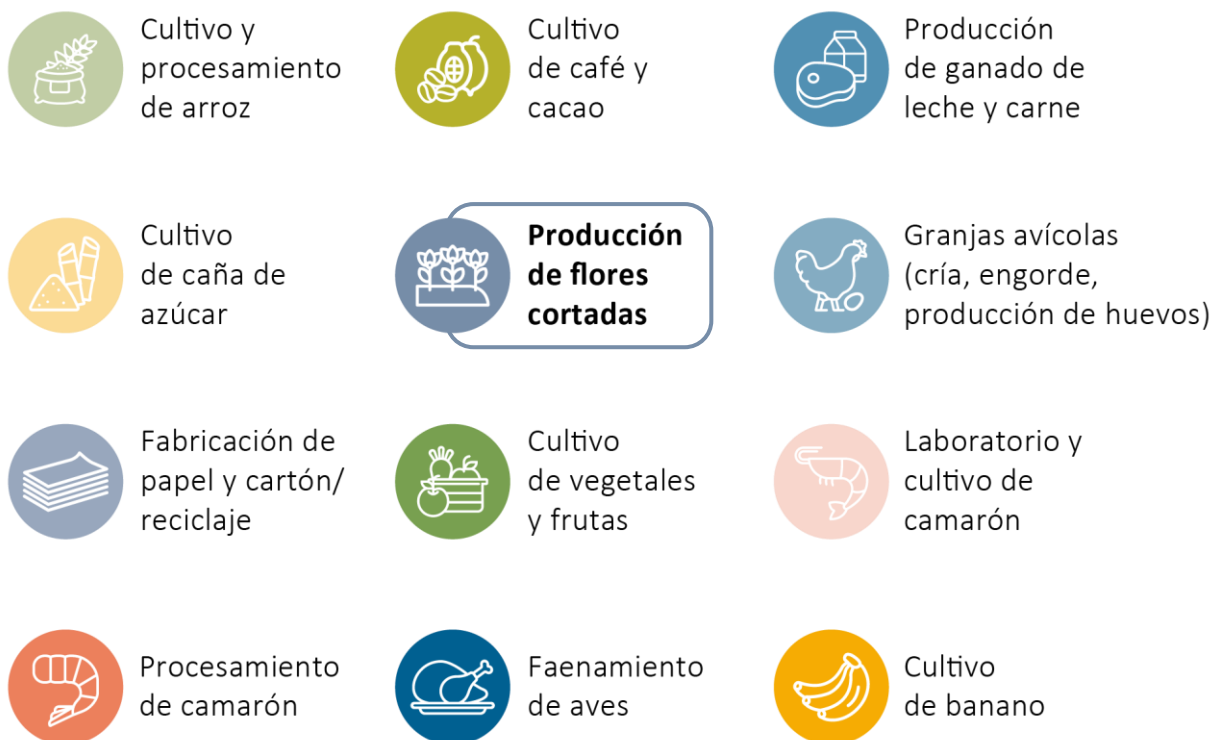 Cultivo y
procesamiento
de arroz
Cultivo
de café y
cacao
Producción
de ganado de
leche y carne
Cultivo
de caña de
azúcar
Producción
de flores
cortadas
Granjas avícolas
(cría, engorde,
producción de huevos)
Fabricación de
papel y cartón/
reciclaje
Cultivo
de vegetales
y frutas
Laboratorio y
cultivo de
camarón
Procesamiento
de camarón
Faenamiento
de aves
Cultivo
de banano